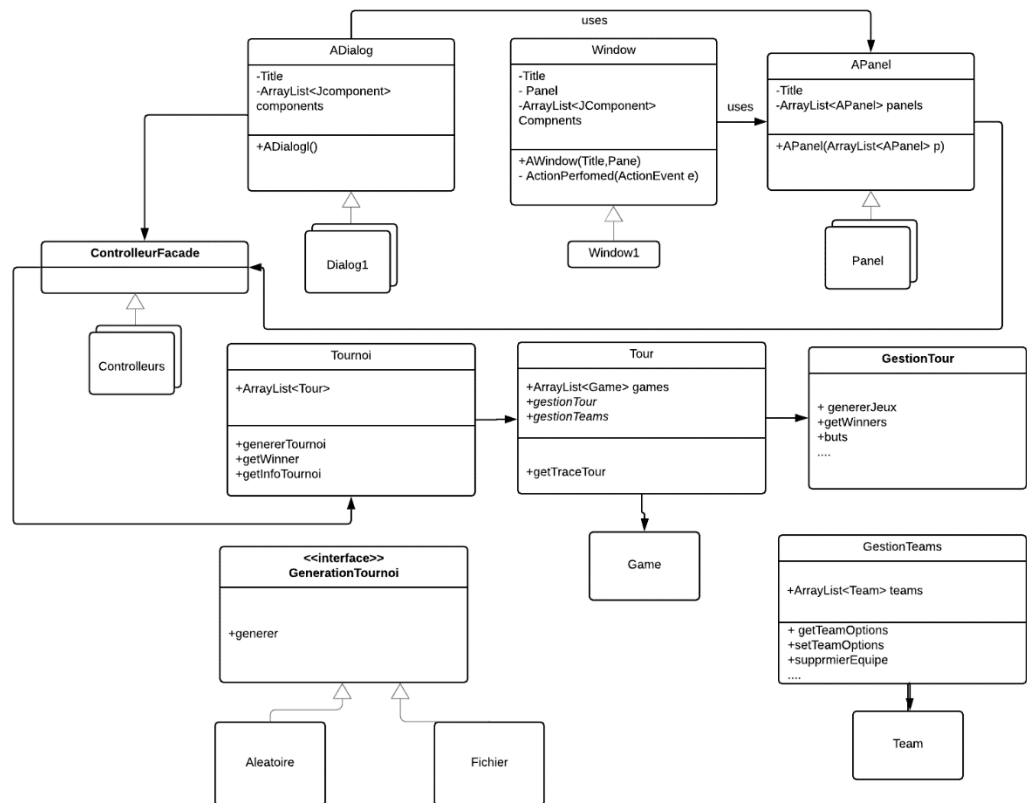 uses
ADialog
-Title
-ArrayList<Jcomponent>
components
+ADialogl()
Window
-Title
- Panel
-ArrayList<JComponent>
Compnents
+AWindow(Title,Pane)
- ActionPerfomed(ActionEvent e)
uses
APanel
-Title
-ArrayList<APanel> panels
+APanel(ArrayList<APanel> p)
Dialog1
Window1
Panel
ControlleurFacade
Controlleurs
Tournoi
+ArrayList<Tour>
+genererTournoi
+getWinner
+getInfoTournoi
Tour
+ArrayList<Game> games
+gestionTour
+gestionTeams
+getTraceTour
GestionTour
+ genererJeux
+getWinners
+buts
....
Game
<<interface>>
GenerationTournoi
+generer
Aleatoire
Fichier
GestionTeams
+ArrayList<Team> teams
+ getTeamOptions
+setTeamOptions
+supprmierEquipe
....
Team